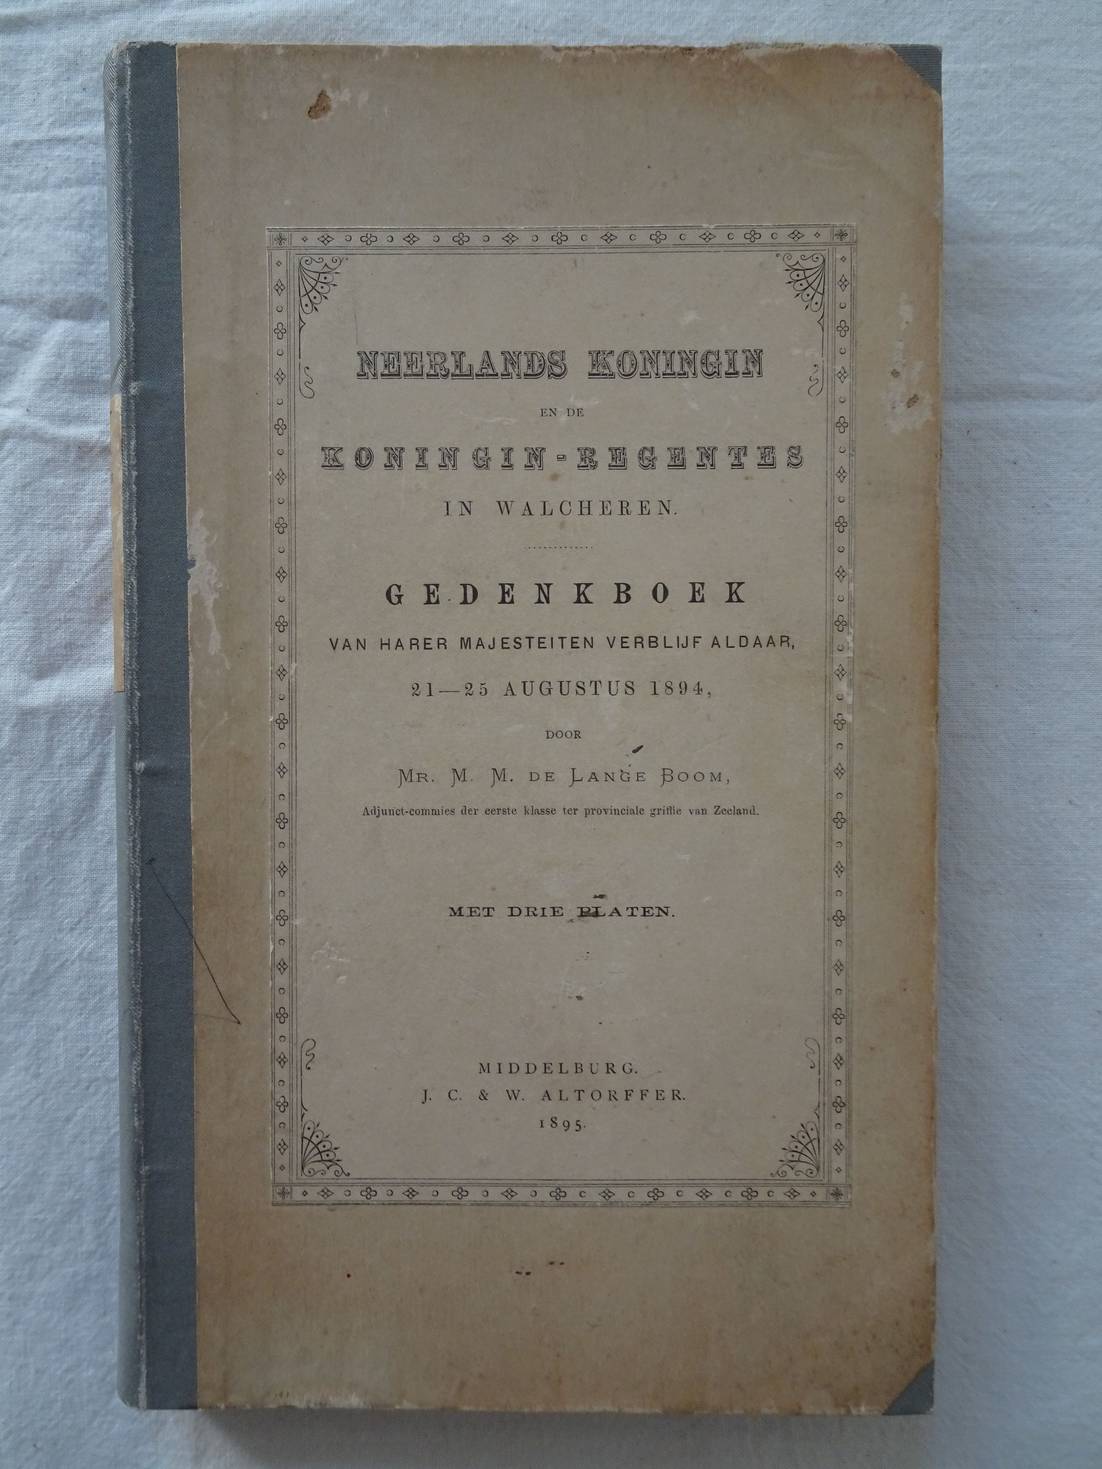 NEERLANDS KONINGIN
EN DE
KONINGIN-REGENTES
IN WALCHEREN.
GEDENKBOEK
VAN HARER MAJESTEITEN VERBLIJF ALDAAR,
21—25 AUGUSTUS 1894,
DOOR
Mr. M. M. DE LANGE BOOM,
Adjunct-commies der eerste klasse ter provinciale griffie van Zeeland.
MET DRIE PLATEN.
MIDDELBURG.
J. C. & W. ALTORFFER.
1895.